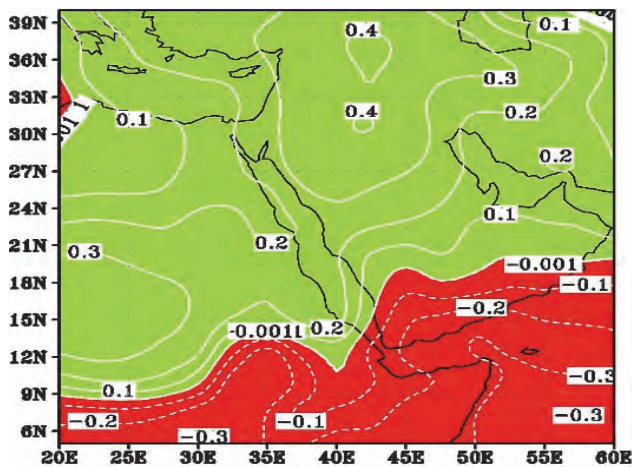 39N 0.4 0.1
36N 0.3
33N 0.4 0.2
0.1
30N
27N 0.2
24N 0.1
21N 0.3 0.2
18N -0.001 -0.1
15N -0.0011 0.2 -0.2
12N
9N 0.1 -0.3
-0.2 -0.1 -0.3
6N -0.3
20E 25E 30E 35E 40E 45E 50E 55E 60E